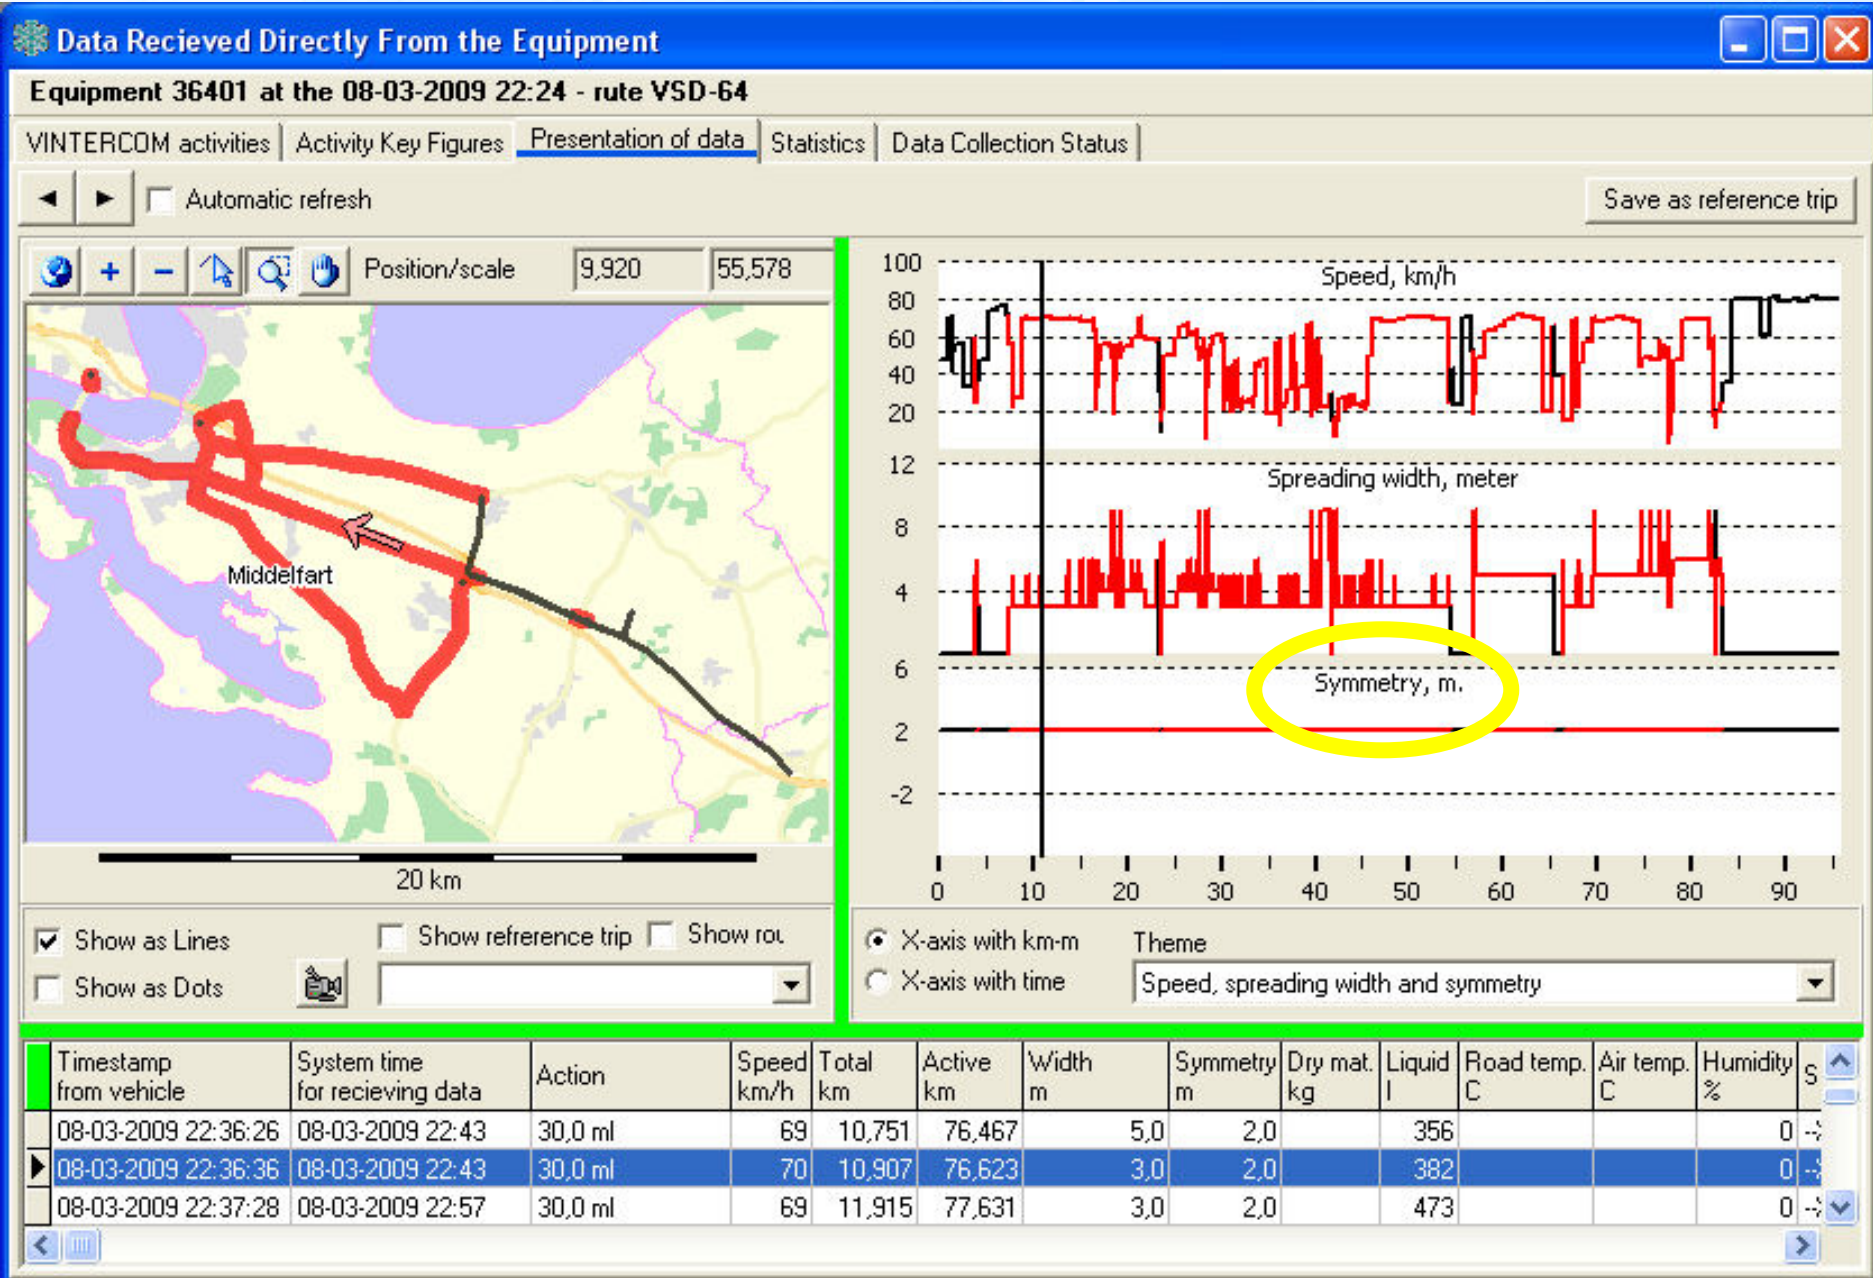 Data Recieved Directly From the Equipment
Equipment 36401 at the 08-03-2009 22:24 - rute VSD-64
VINTERCOM activities Activity Key Figures Presentation of data Statistics Data Collection Status
Automatic refresh Save as reference trip
Position/scale 9,920 55,578
Middelfart
20 km
100
Speed, km/h
80
60
40
20
12
Spreading width, meter
8
4
6
Symmetry, m.
2
-2
0 10 20 30 40 50 60 70 80 90
Show as Lines Show refrerence trip Show rou
Show as Dots
X-axis with km-m Theme
X-axis with time Speed, spreading width and symmetry
Timestamp System time Action Speed Total Active Width Symmetry Dry mat. Liquid Road temp. Air temp. Humidity S
from vehicle for recieving data km/h km km m m kg l C C %
08-03-2009 22:36:26 08-03-2009 22:43 30,0 ml 69 10,751 76,467 5,0 2,0 356 0 --
08-03-2009 22:36:36 08-03-2009 22:43 30,0 ml 70 10,907 76,623 3,0 2,0 382 0 --
08-03-2009 22:37:28 08-03-2009 22:57 30,0 ml 69 11,915 77,631 3,0 2,0 473 0 --